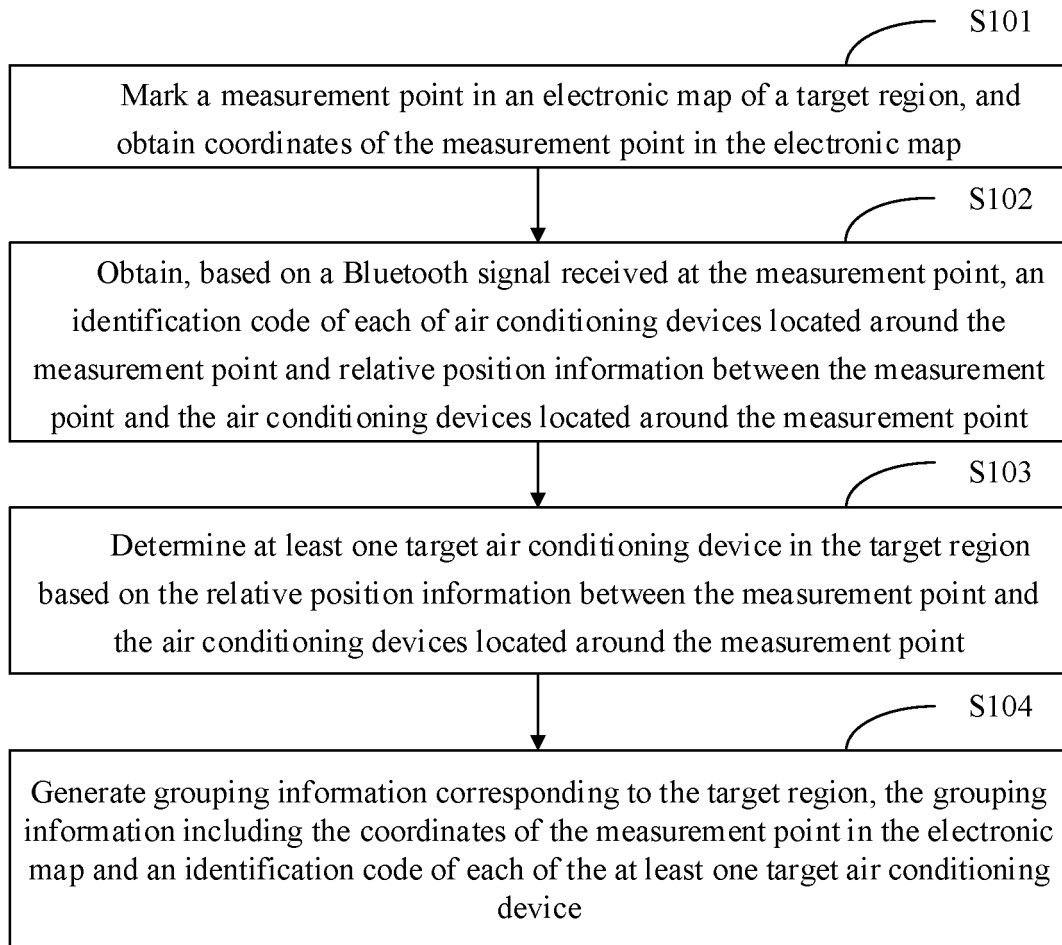 S101
Mark a measurement point in an electronic map of a target region, and
obtain coordinates of the measurement point in the electronic map
S102
Obtain, based on a Bluetooth signal received at the measurement point, an
identification code of each of air conditioning devices located around the
measurement point and relative position information between the measurement
point and the air conditioning devices located around the measurement point
S103
Determine at least one target air conditioning device in the target region
based on the relative position information between the measurement point and
the air conditioning devices located around the measurement point
S104
Generate grouping information corresponding to the target region, the grouping
information including the coordinates of the measurement point in the electronic
map and an identification code of each of the at least one target air conditioning
device